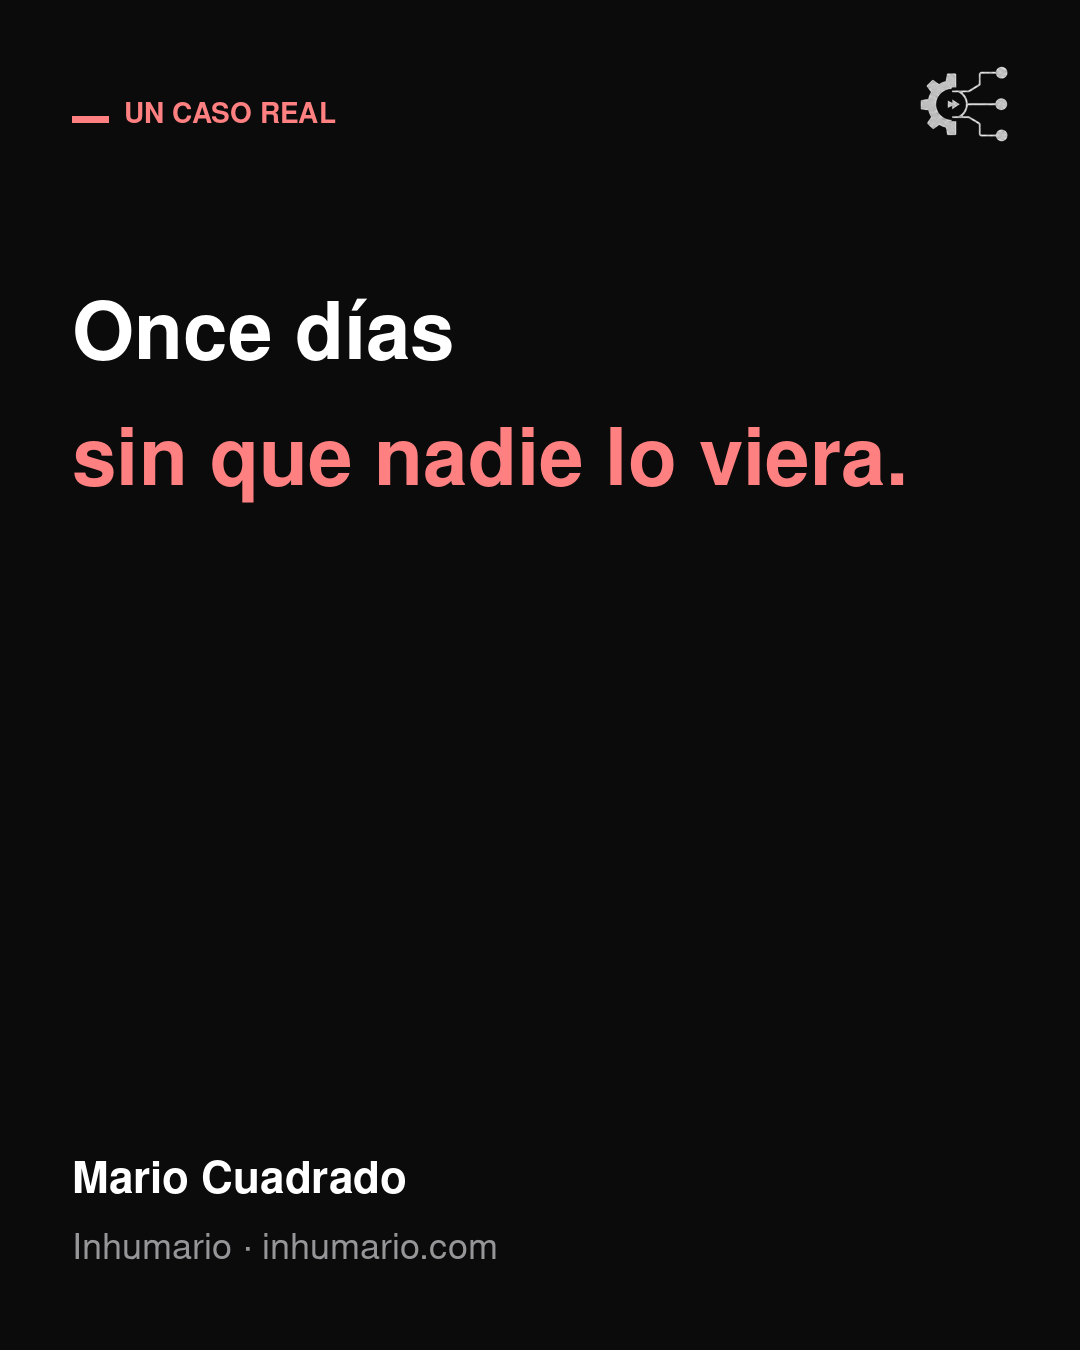 UN CASO REAL
Once días
sin que nadie lo viera.
Mario Cuadrado
Inhumario · inhumario.com